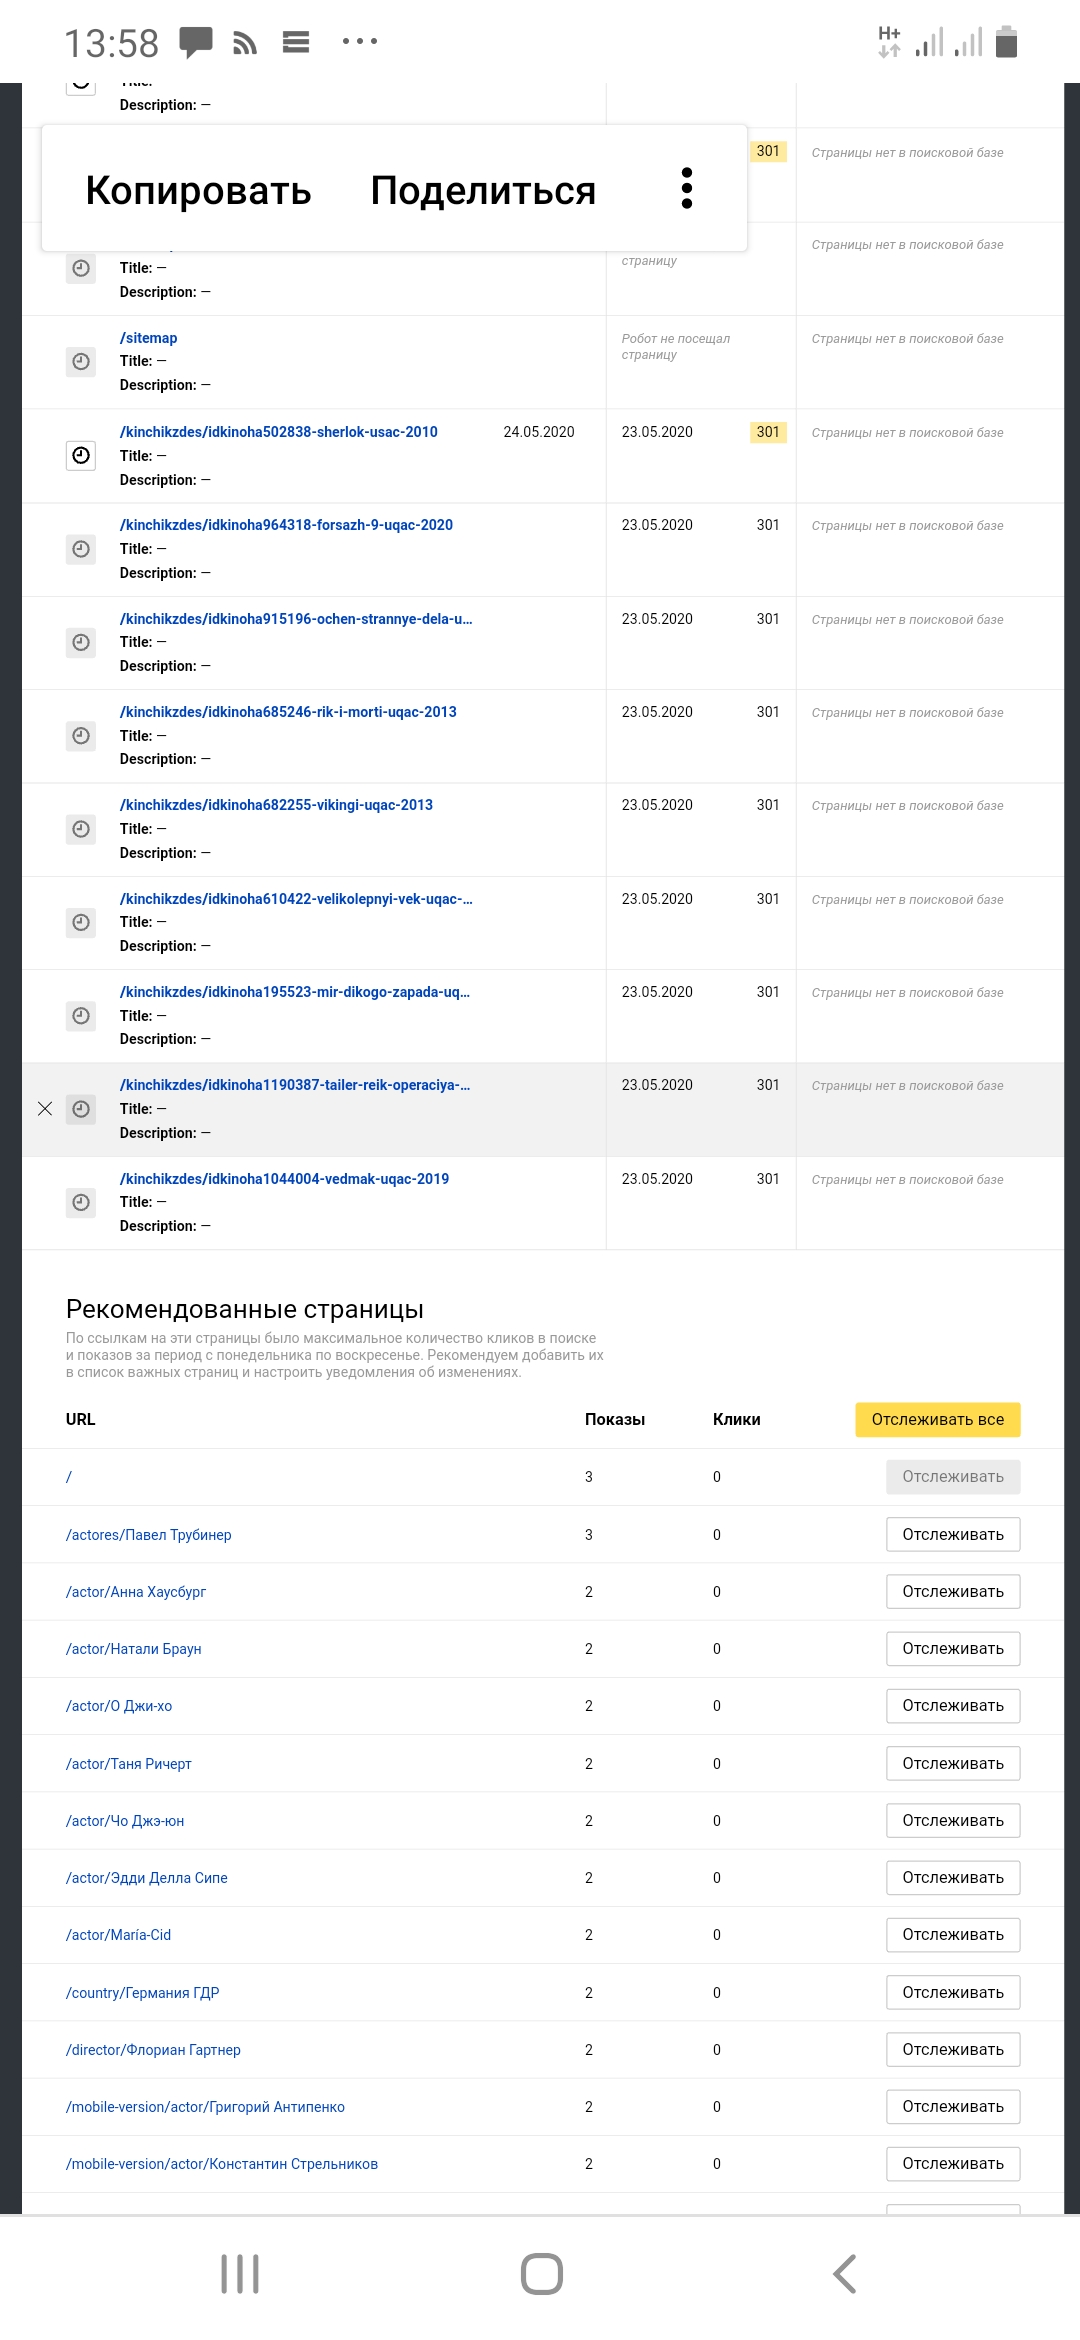 13:58
H+
Title:
Description: —
Копировать Поделиться
301 Страницы нет в поисковой базе
страницу Страницы нет в поисковой базе
Title: —
Description: —
/sitemap Робот не посещал страницу Страницы нет в поисковой базе
Title: —
Description: —
/kinchikzdes/idkinoha502838-sherlok-usac-2010 24.05.2020 23.05.2020 301 Страницы нет в поисковой базе
Title: —
Description: —
/kinchikzdes/idkinoha964318-forsazh-9-uqac-2020 23.05.2020 301 Страницы нет в поисковой базе
Title: —
Description: —
/kinchikzdes/idkinoha915196-ochen-strannye-dela-u... 23.05.2020 301 Страницы нет в поисковой базе
Title: —
Description: —
/kinchikzdes/idkinoha685246-rik-i-morti-uqac-2013 23.05.2020 301 Страницы нет в поисковой базе
Title: —
Description: —
/kinchikzdes/idkinoha682255-vikingi-uqac-2013 23.05.2020 301 Страницы нет в поисковой базе
Title: —
Description: —
/kinchikzdes/idkinoha610422-velikolepnyi-vek-uqac-... 23.05.2020 301 Страницы нет в поисковой базе
Title: —
Description: —
/kinchikzdes/idkinoha195523-mir-dikogo-zapada-uq... 23.05.2020 301 Страницы нет в поисковой базе
Title: —
Description: —
/kinchikzdes/idkinoha1190387-tailer-reik-operaciya-... 23.05.2020 301 Страницы нет в поисковой базе
Title: —
Description: —
/kinchikzdes/idkinoha1044004-vedmak-uqac-2019 23.05.2020 301 Страницы нет в поисковой базе
Title: —
Description: —
Рекомендованные страницы
По ссылкам на эти страницы было максимальное количество кликов в поиске
и показов за период с понедельника по воскресенье. Рекомендуем добавить их
в список важных страниц и настроить уведомления об изменениях.
URL Показы Клики Отслеживать все
/ 3 0 Отслеживать
/actores/Павел Трубинер 3 0 Отслеживать
/actor/Анна Хаусбург 2 0 Отслеживать
/actor/Натали Браун 2 0 Отслеживать
/actor/О Джи-хо 2 0 Отслеживать
/actor/Таня Ричерт 2 0 Отслеживать
/actor/Чо Джэ-юн 2 0 Отслеживать
/actor/Эдди Делла Сипе 2 0 Отслеживать
/actor/María-Cid 2 0 Отслеживать
/country/Германия ГДР 2 0 Отслеживать
/director/Флориан Гартнер 2 0 Отслеживать
/mobile-version/actor/Григорий Антипенко 2 0 Отслеживать
/mobile-version/actor/Константин Стрельников 2 0 Отслеживать